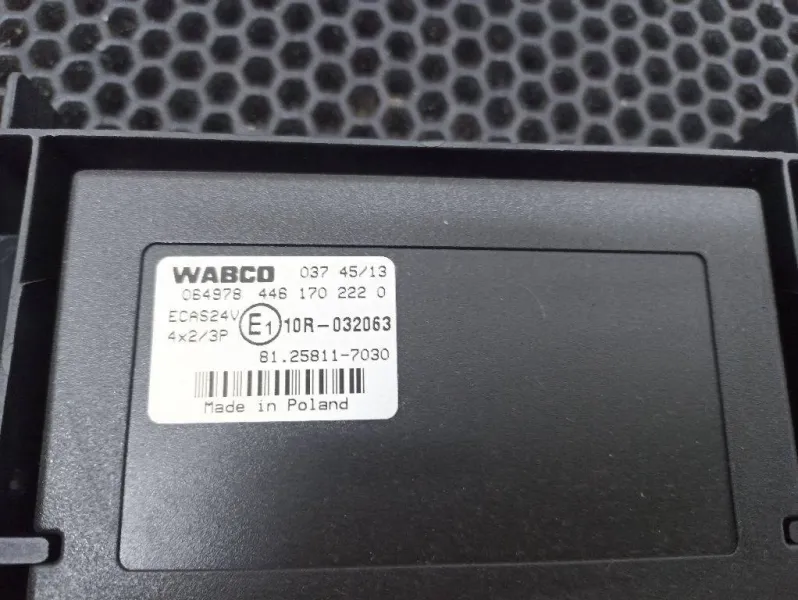 WABCO 037 45/13
064978 446 170 222 0
ECAS24V
4x2/3P
E1 10R-032063
81.25811-7030
Made in Poland